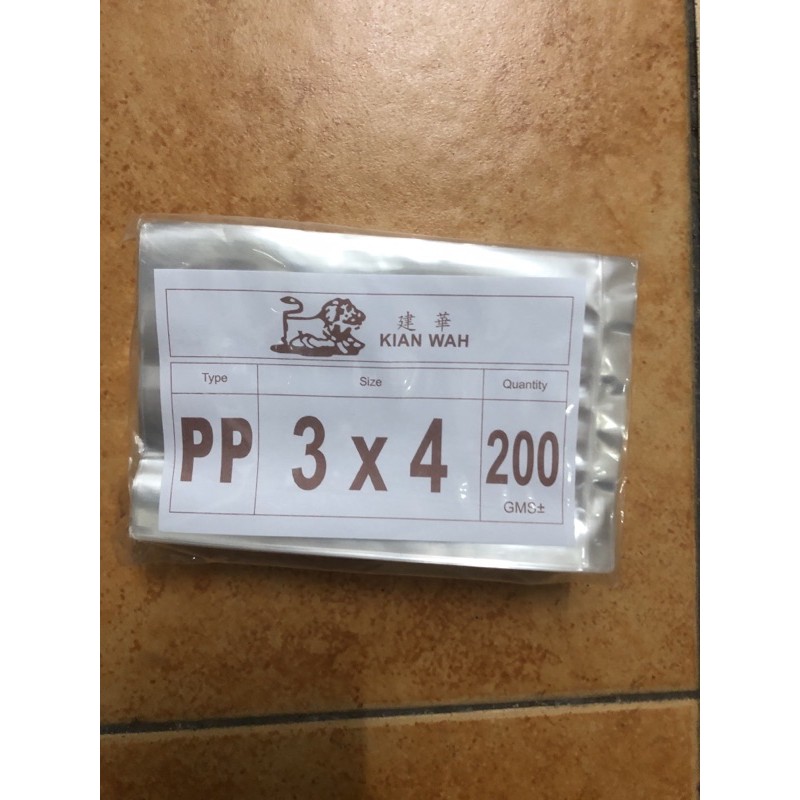 建 華
KIAN WAH
Type Size Quantity
PP 3 x 4 200
GMS±